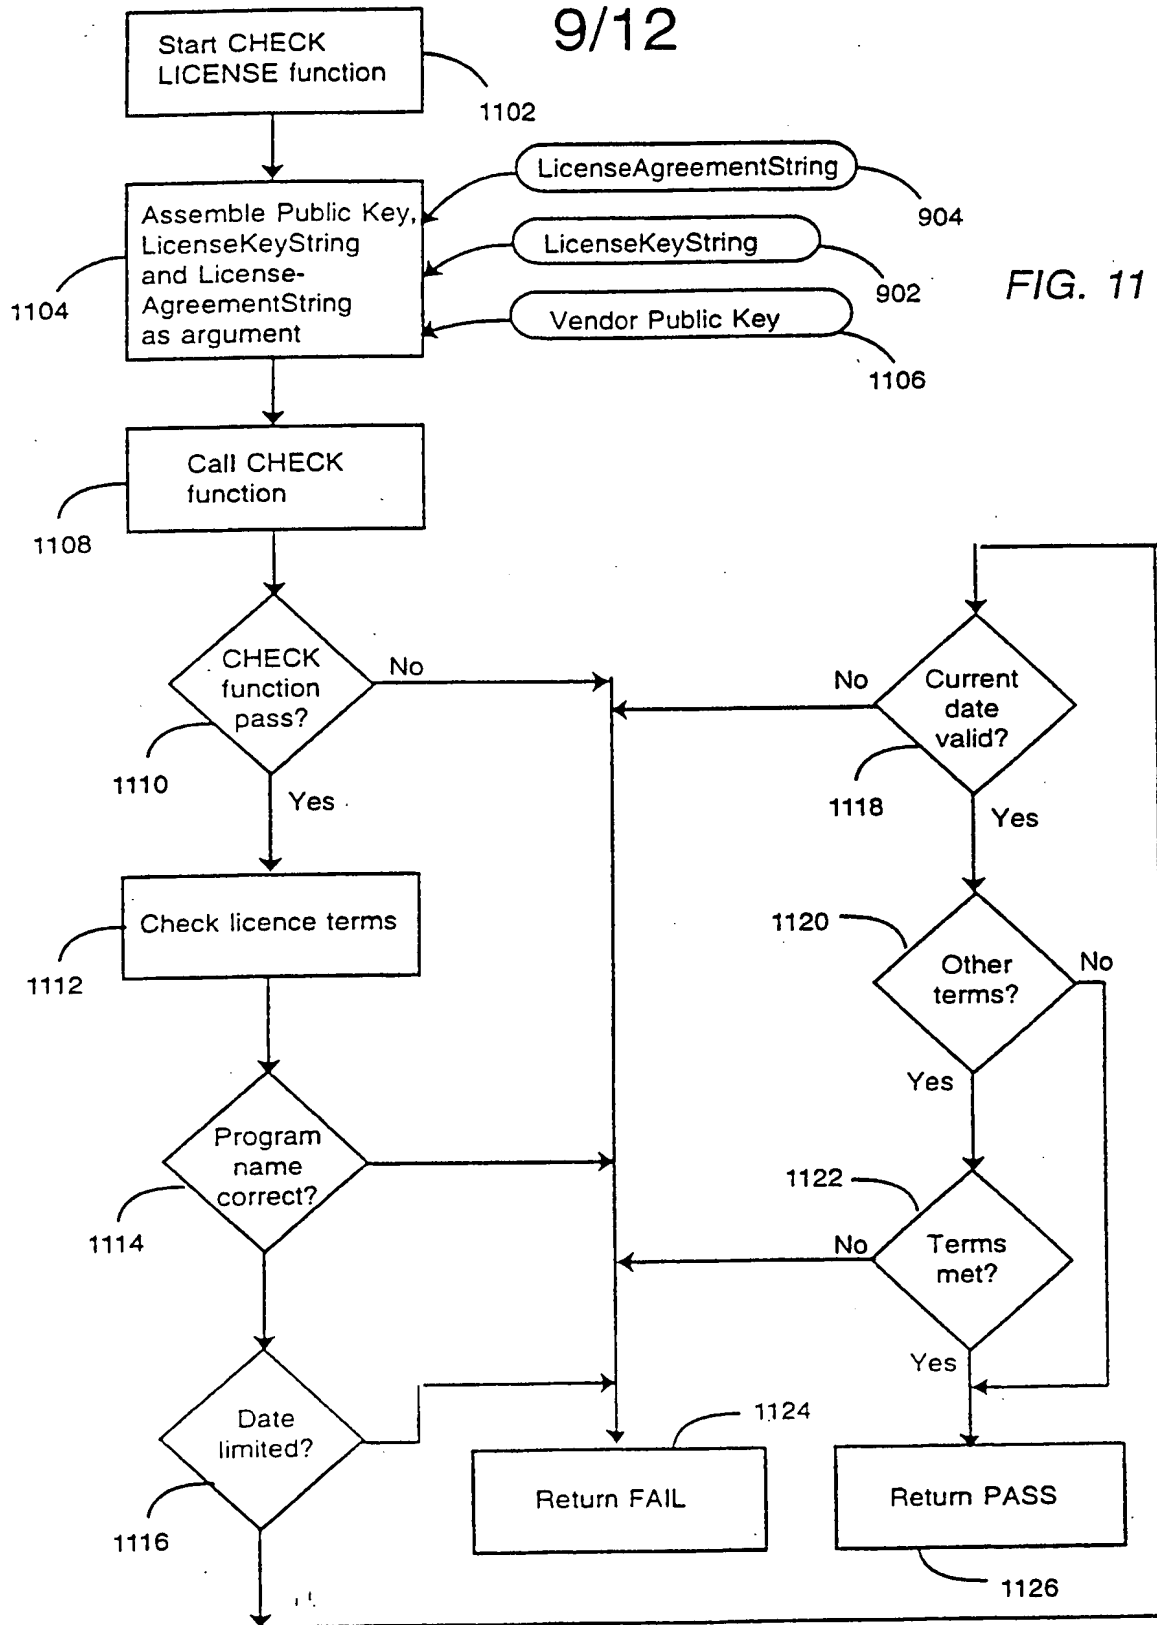 9/12
Start CHECK
LICENSE function
1102
LicenseAgreementString
904
Assemble Public Key,
LicenseKeyString
and License-
AgreementString
as argument
1104
LicenseKeyString
902
FIG. 11
Vendor Public Key
1106
Call CHECK
function
1108
CHECK
function
pass?
No
1110
Yes
No
Current
date
valid?
1118
Yes
Check licence terms
1112
1120
Other
terms?
No
Yes
Program
name
correct?
1114
1122
No
Terms
met?
Yes
Date
limited?
1116
1124
Return FAIL
Return PASS
1126